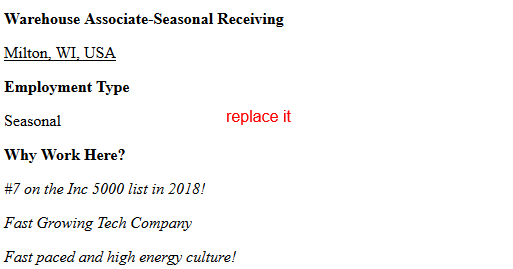 Warehouse Associate-Seasonal Receiving
Milton, WI, USA
Employment Type
replace it
Seasonal
Why Work Here?
#7 on the Inc 5000 list in 2018!
Fast Growing Tech Company
Fast paced and high energy culture!